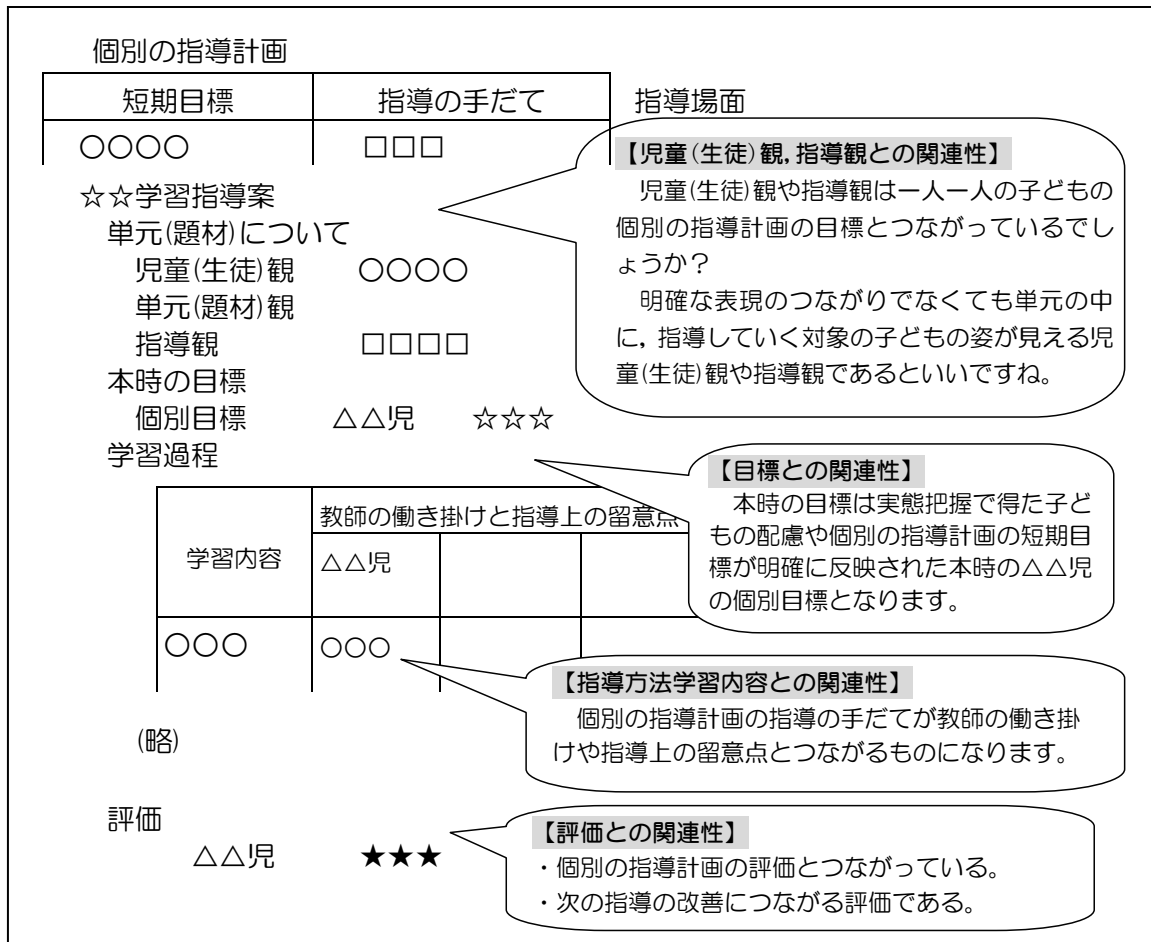 個別の指導計画
短期目標 指導の手だて 指導場面
○○○○ □□□
【児童(生徒)観,指導観との関連性】
児童(生徒)観や指導観は一人一人の子どもの
個別の指導計画の目標とつながっているでし
ょうか？
明確な表現のつながりでなくても単元の中
に,指導していく対象の子どもの姿が見える児
童(生徒)観や指導観であるといいですね。
☆☆学習指導案
単元(題材)について
児童(生徒)観 ○○○○
単元(題材)観
指導観 □□□□
本時の目標
個別目標 △△児 ☆☆☆
学習過程
【目標との関連性】
本時の目標は実態把握で得た子ど
もの配慮や個別の指導計画の短期目
標が明確に反映された本時の△△児
の個別目標となります。
教師の働き掛けと指導上の留意点
学習内容 △△児
○○○ ○○○
【指導方法学習内容との関連性】
個別の指導計画の指導の手だてが教師の働き掛
けや指導上の留意点とつながるものになります。
(略)
評価
△△児 ★★★
【評価との関連性】
・個別の指導計画の評価とつながっている。
・次の指導の改善につながる評価である。